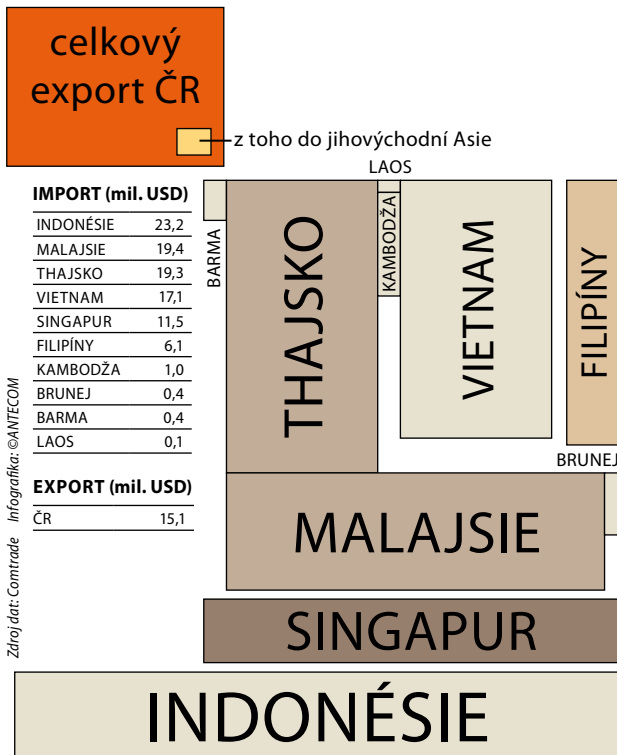 celkový
export ČR
z toho do jihovýchodní Asie
LAOS
IMPORT (mil. USD)
INDONÉSIE 23,2
MALAJSIE 19,4
THAJSKO 19,3
VIETNAM 17,1
SINGAPUR 11,5
FILIPÍNY 6,1
KAMBODŽA 1,0
BRUNEJ 0,4
BARMA 0,4
LAOS 0,1
EXPORT (mil. USD)
ČR 15,1
Zdroj dat: Comtrade Infografika: ©ANTECOM
BARMA
THAJSKO
KAMBODŽA
VIETNAM
FILIPÍNY
BRUNEJ
MALAJSIE
SINGAPUR
INDONÉSIE